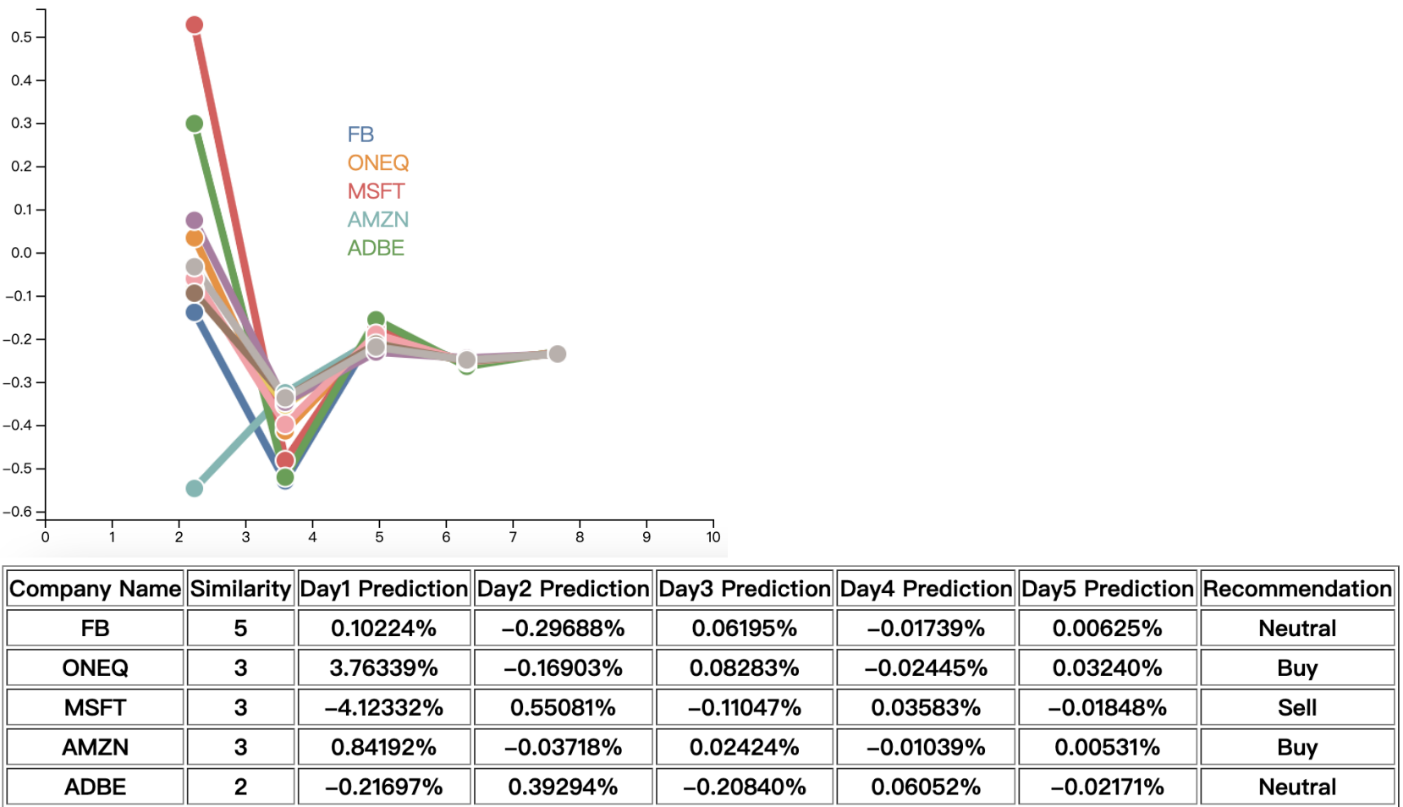 0.5
0.4
0.3
0.2
0.1
0.0
−0.1
−0.2
−0.3
−0.4
−0.5
−0.6
0 1 2 3 4 5 6 7 8 9 10
FB
ONEQ
MSFT
AMZN
ADBE
Company Name Similarity Day1 Prediction Day2 Prediction Day3 Prediction Day4 Prediction Day5 Prediction Recommendation
FB 5 0.10224% −0.29688% 0.06195% −0.01739% 0.00625% Neutral
ONEQ 3 3.76339% −0.16903% 0.08283% −0.02445% 0.03240% Buy
MSFT 3 −4.12332% 0.55081% −0.11047% 0.03583% −0.01848% Sell
AMZN 3 0.84192% −0.03718% 0.02424% −0.01039% 0.00531% Buy
ADBE 2 −0.21697% 0.39294% −0.20840% 0.06052% −0.02171% Neutral